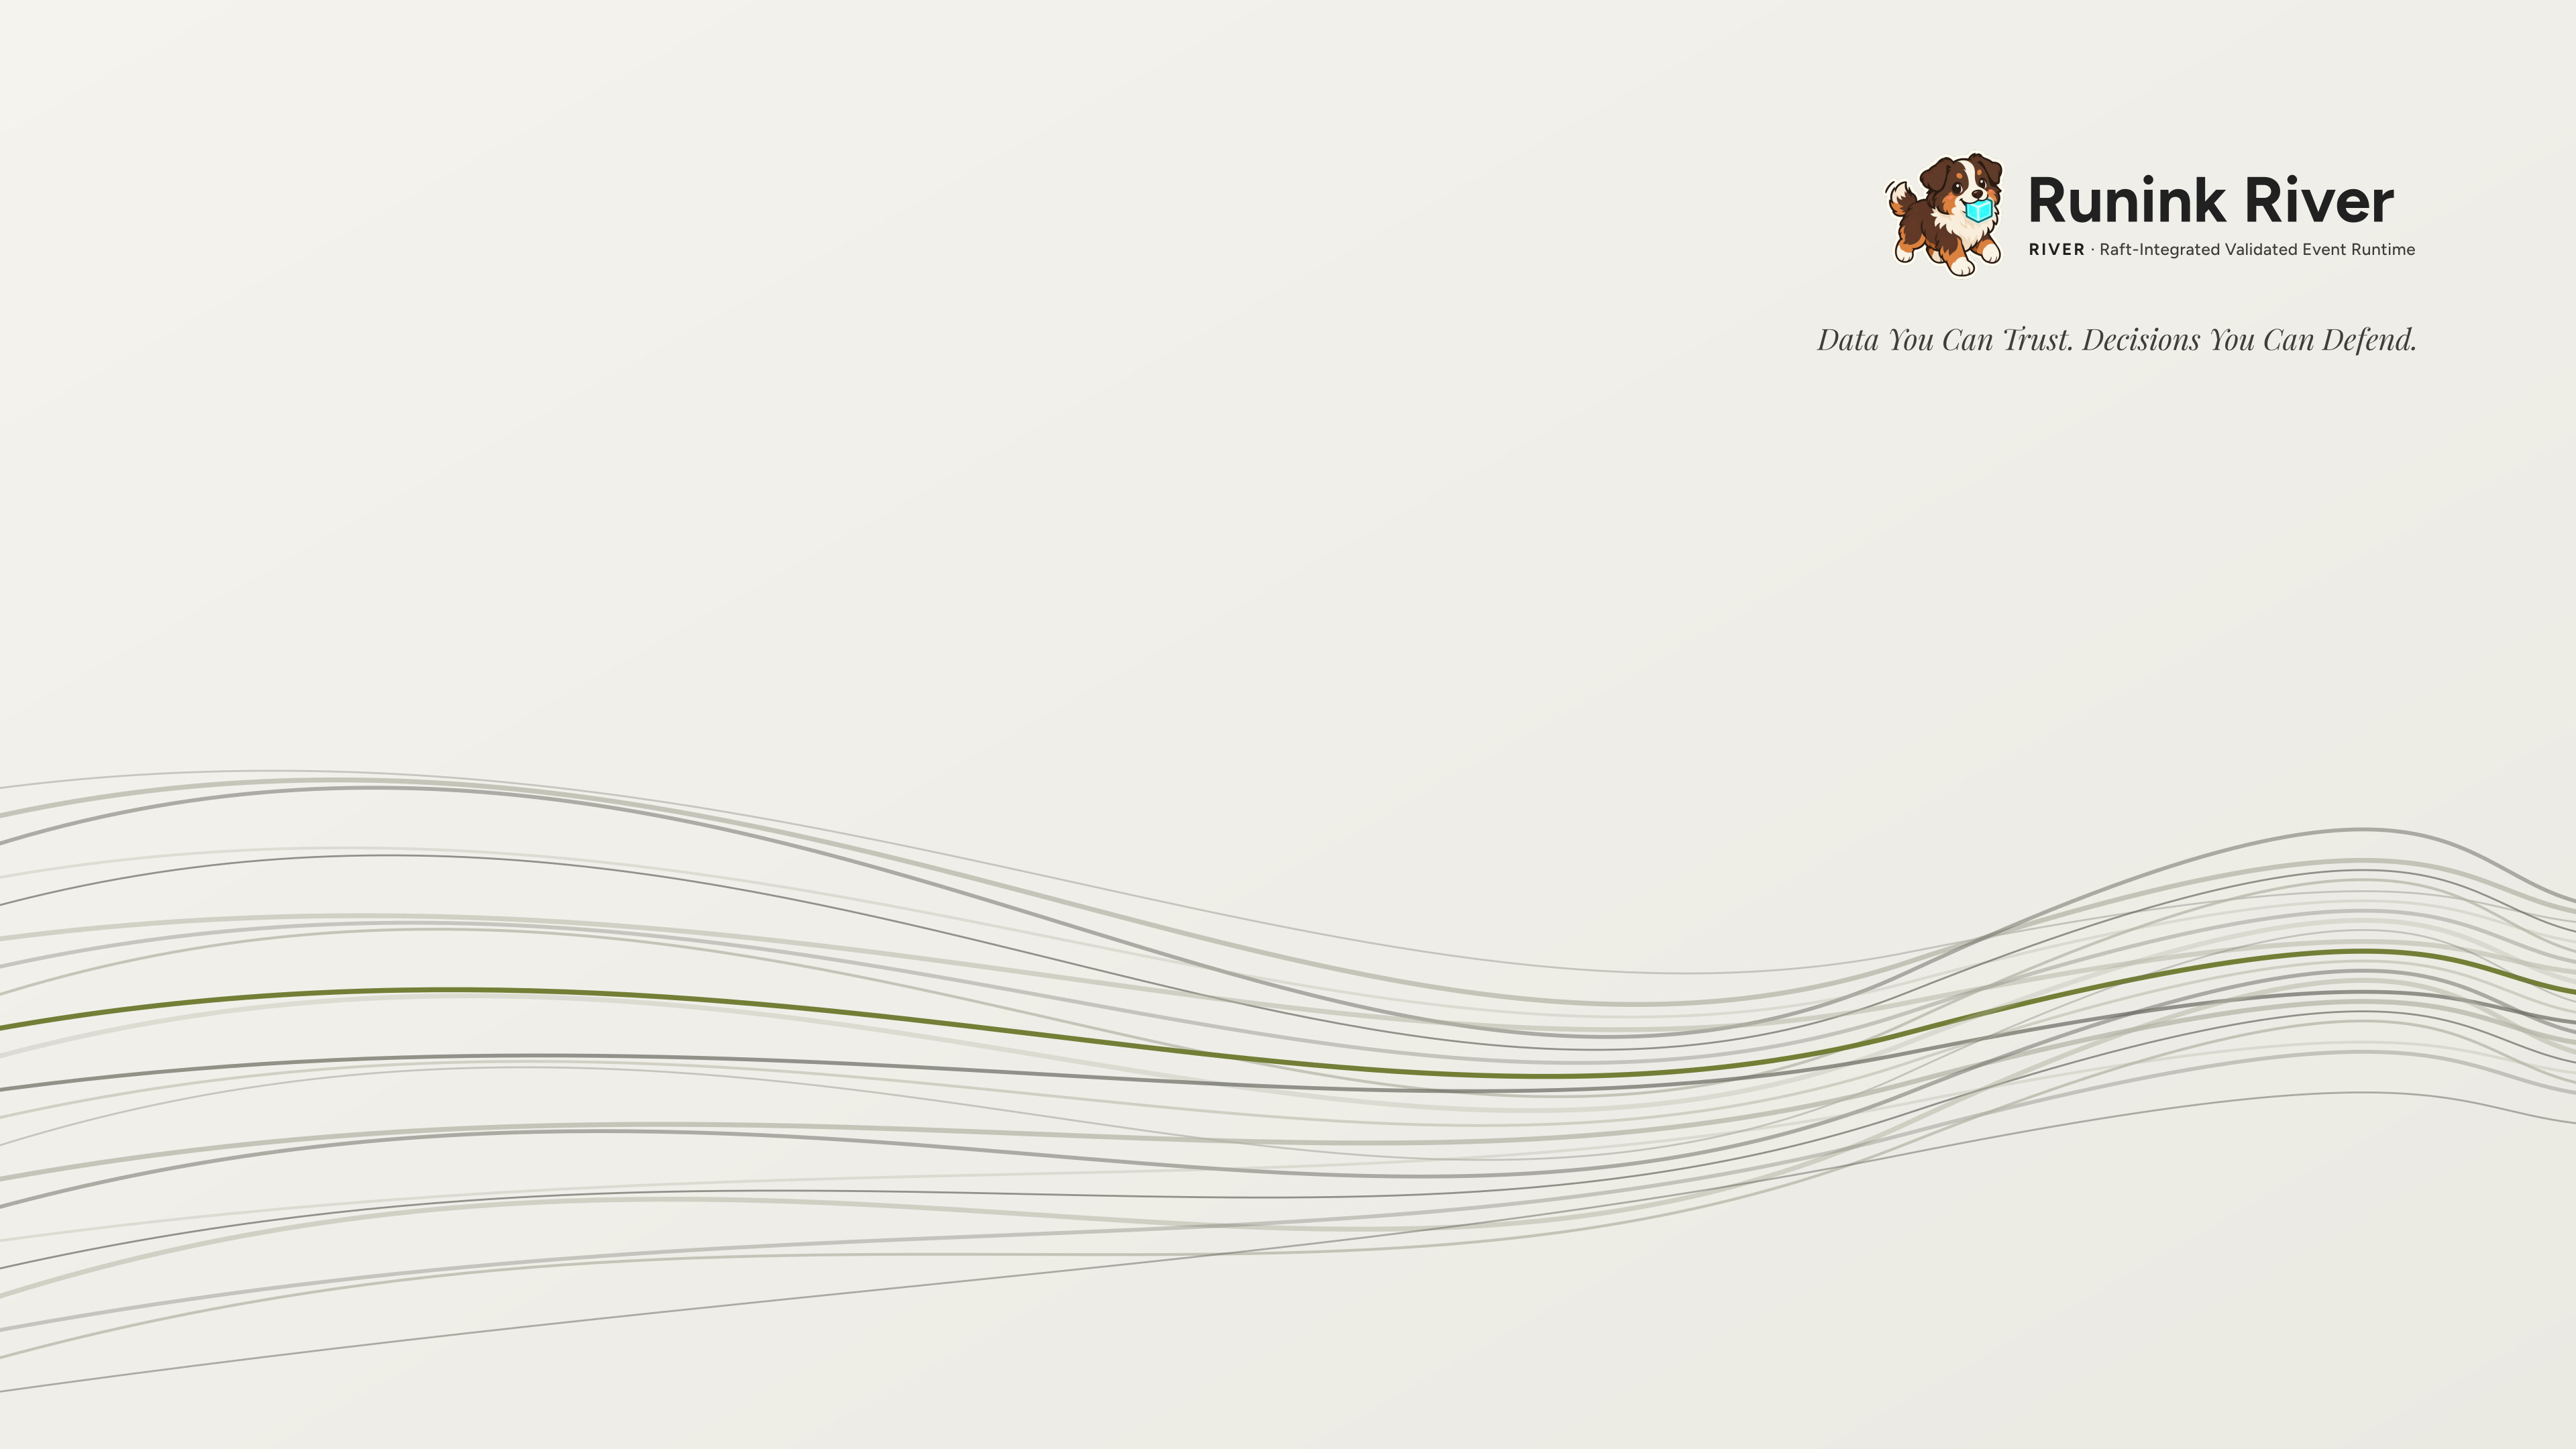 Runink River
RIVER · Raft-Integrated Validated Event Runtime
Data You Can Trust. Decisions You Can Defend.